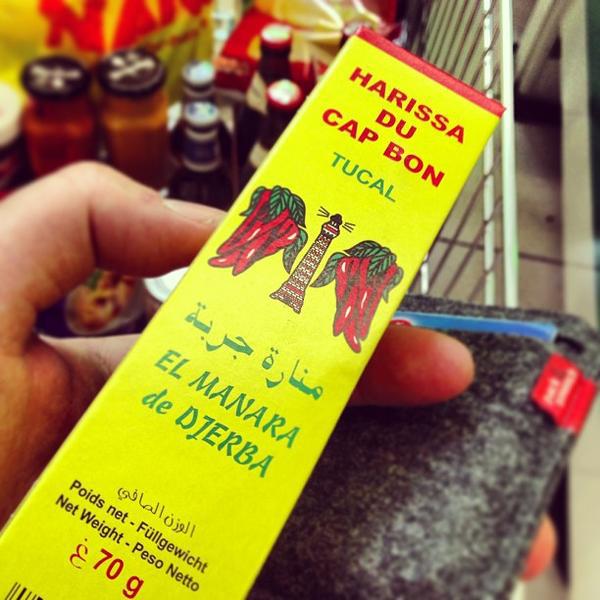 HARISSA
DU
CAP BON
TUCAL
منارة جربة
EL MANARA
de DJERBA
الوزن الصافي
Poids net - Füllgewicht
Net Weight - Peso Netto
غ 70 g